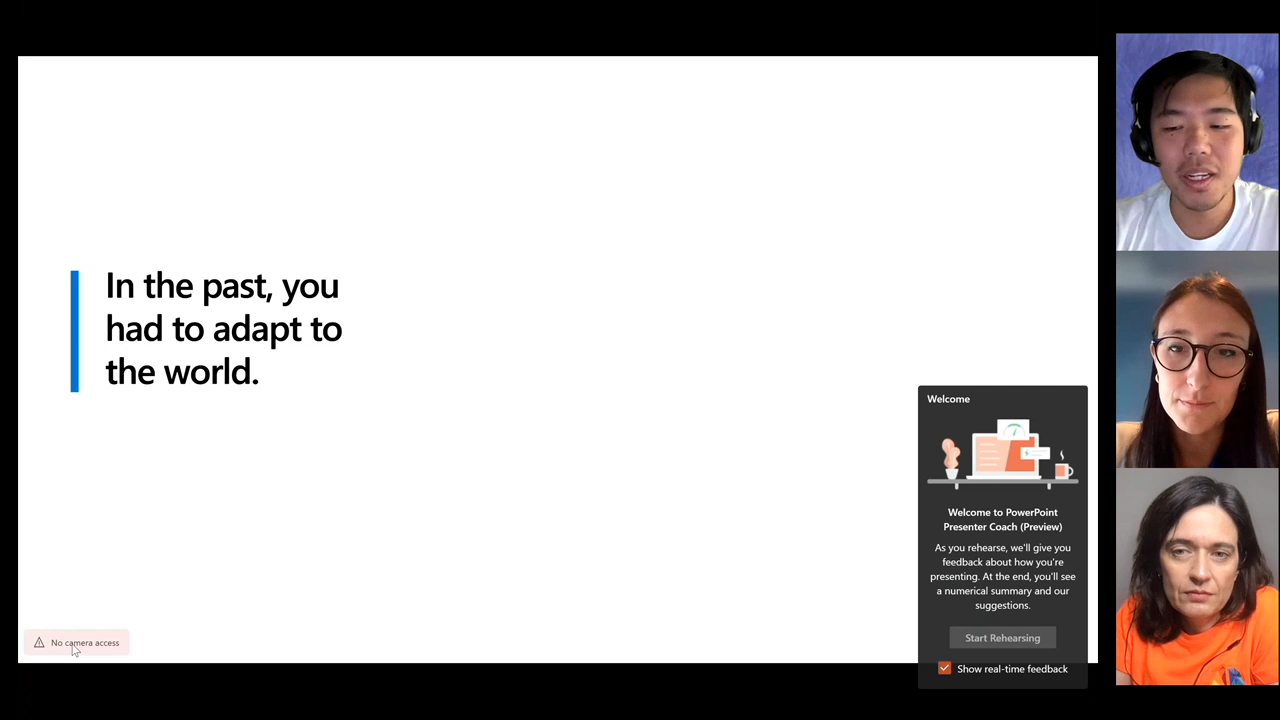 In the past, you
had to adapt to
the world.
Welcome
Welcome to PowerPoint
Presenter Coach (Preview)
As you rehearse, we'll give you
feedback about how you're
presenting. At the end, you'll see
a numerical summary and our
suggestions.
Start Rehearsing
Show real-time feedback
No camera access